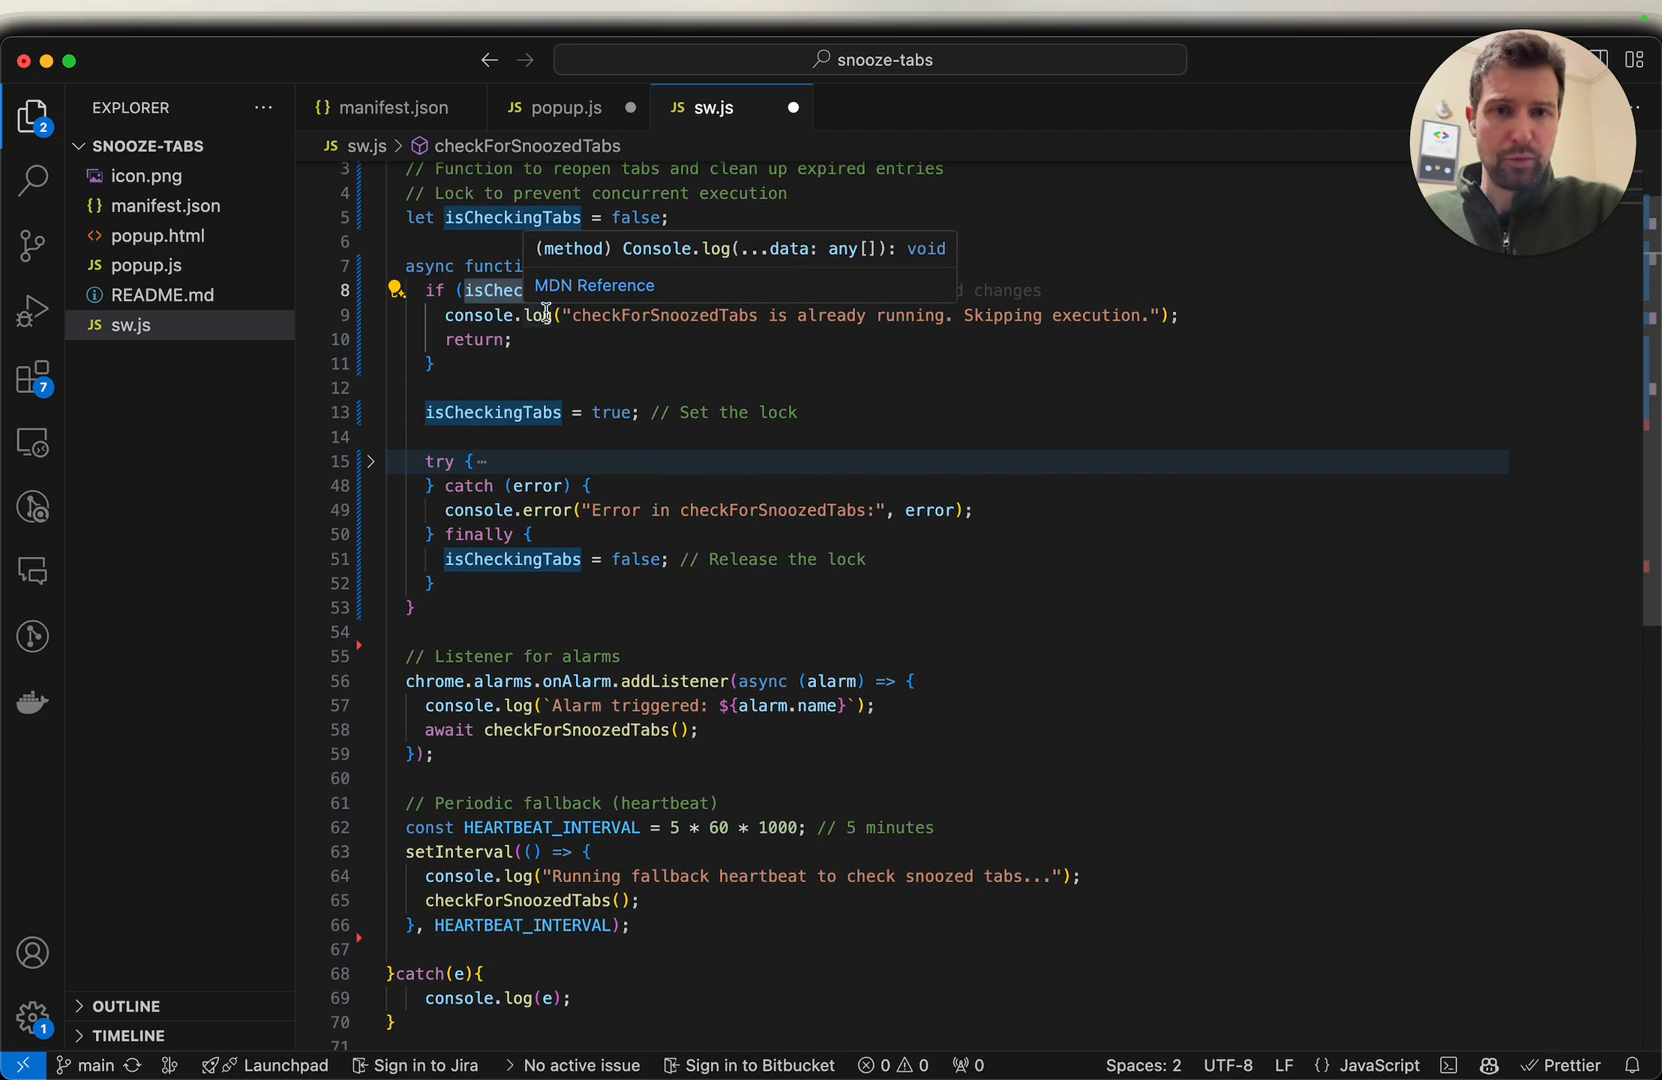 snooze-tabs
EXPLORER
{} manifest.json
JS popup.js
JS sw.js
SNOOZE-TABS
JS sw.js > checkForSnoozedTabs
icon.png
{} manifest.json
<> popup.html
JS popup.js
README.md
JS sw.js
2
7
1
3 // Function to reopen tabs and clean up expired entries
4 // Lock to prevent concurrent execution
5 let isCheckingTabs = false;
6
(method) Console.log(...data: any[]): void
MDN Reference
7 async functi
8 if (isChec d changes
9 console.log("checkForSnoozedTabs is already running. Skipping execution.");
10 return;
11 }
12
13 isCheckingTabs = true; // Set the lock
14
15 try {⋯
48 } catch (error) {
49 console.error("Error in checkForSnoozedTabs:", error);
50 } finally {
51 isCheckingTabs = false; // Release the lock
52 }
53 }
54
55 // Listener for alarms
56 chrome.alarms.onAlarm.addListener(async (alarm) => {
57 console.log(`Alarm triggered: ${alarm.name}`);
58 await checkForSnoozedTabs();
59 });
60
61 // Periodic fallback (heartbeat)
62 const HEARTBEAT_INTERVAL = 5 * 60 * 1000; // 5 minutes
63 setInterval(() => {
64 console.log("Running fallback heartbeat to check snoozed tabs...");
65 checkForSnoozedTabs();
66 }, HEARTBEAT_INTERVAL);
67
68 }catch(e){
69 console.log(e);
70 }
71
OUTLINE
TIMELINE
main Launchpad Sign in to Jira > No active issue Sign in to Bitbucket 0 0 0 Spaces: 2 UTF-8 LF {} JavaScript Prettier